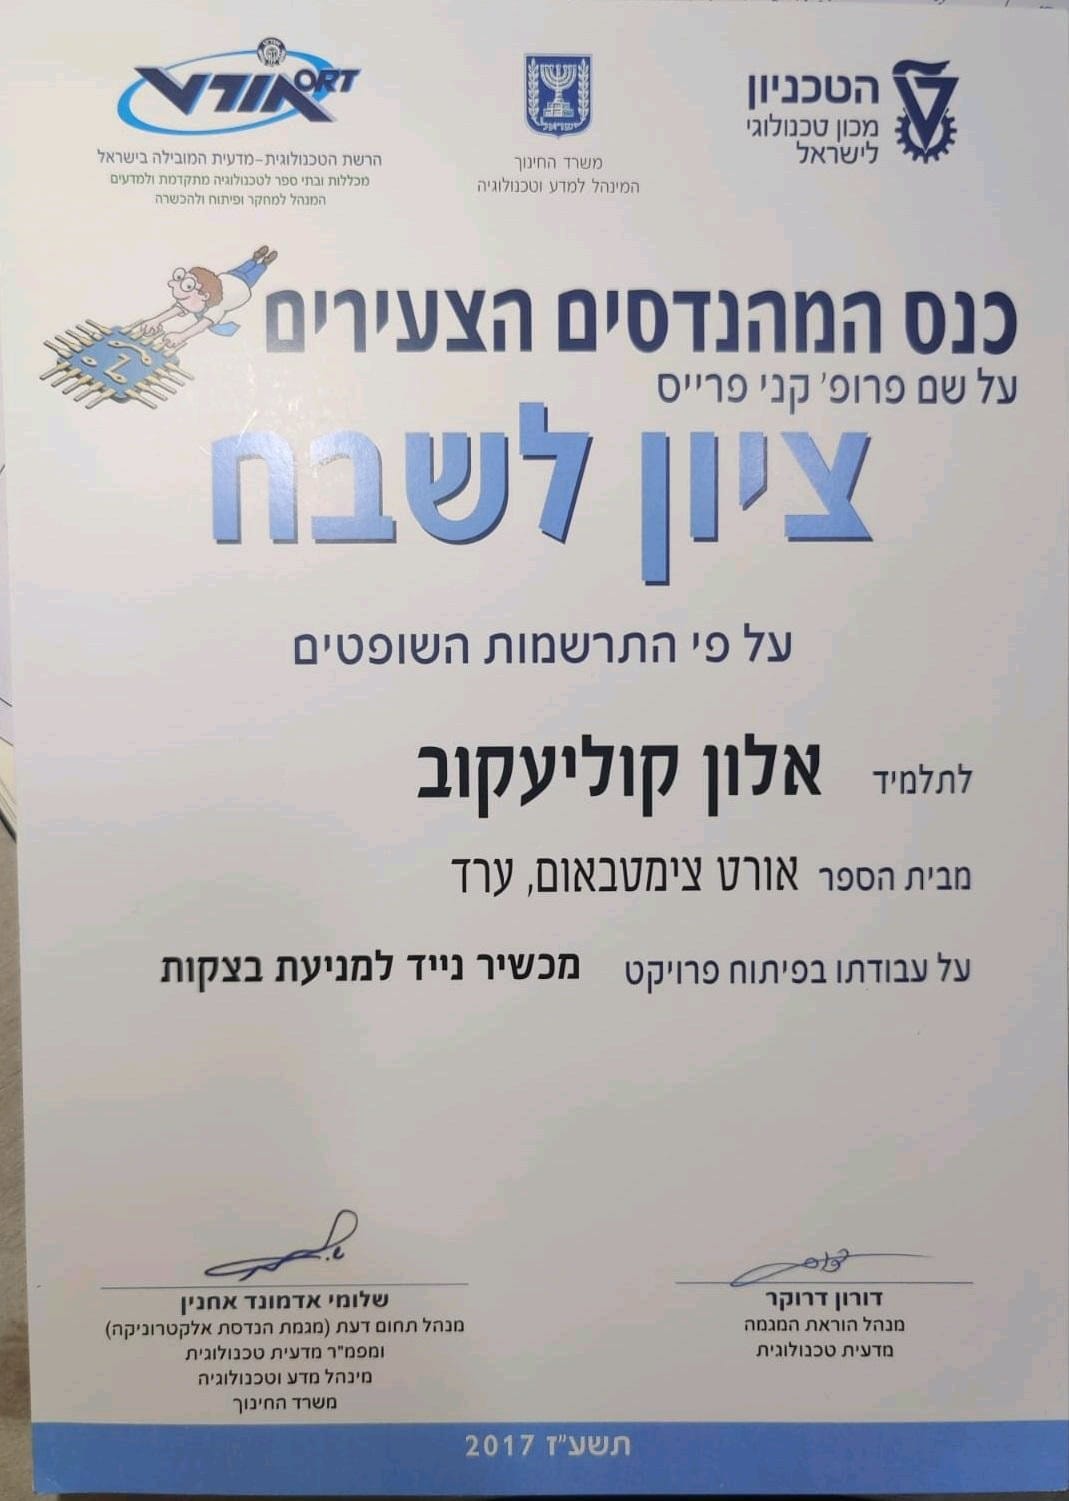 הטכניון
מכון טכנולוגי
לישראל
משרד החינוך
המינהל למדע וטכנולוגיה
אורט ORT
הרשת הטכנולוגית–מדעית המובילה בישראל
מכללות ובתי ספר לטכנולוגיה מתקדמת ולמדעים
המנהל למחקר ופיתוח ולהכשרה
כנס המהנדסים הצעירים
על שם פרופ' קני פרייס
ציון לשבח
על פי התרשמות השופטים
לתלמיד אלון קוליעקוב
מבית הספר אורט צימטבאום, ערד
על עבודתו בפיתוח פרויקט מכשיר נייד למניעת בצקות
דורון דרוקר
מנהל הוראת המגמה
מדעית טכנולוגית
שלומי אדמונד אחנין
מנהל תחום דעת (מגמת הנדסת אלקטרוניקה)
ומפמ"ר מדעית טכנולוגית
מינהל מדע וטכנולוגיה
משרד החינוך
תשע"ז 2017